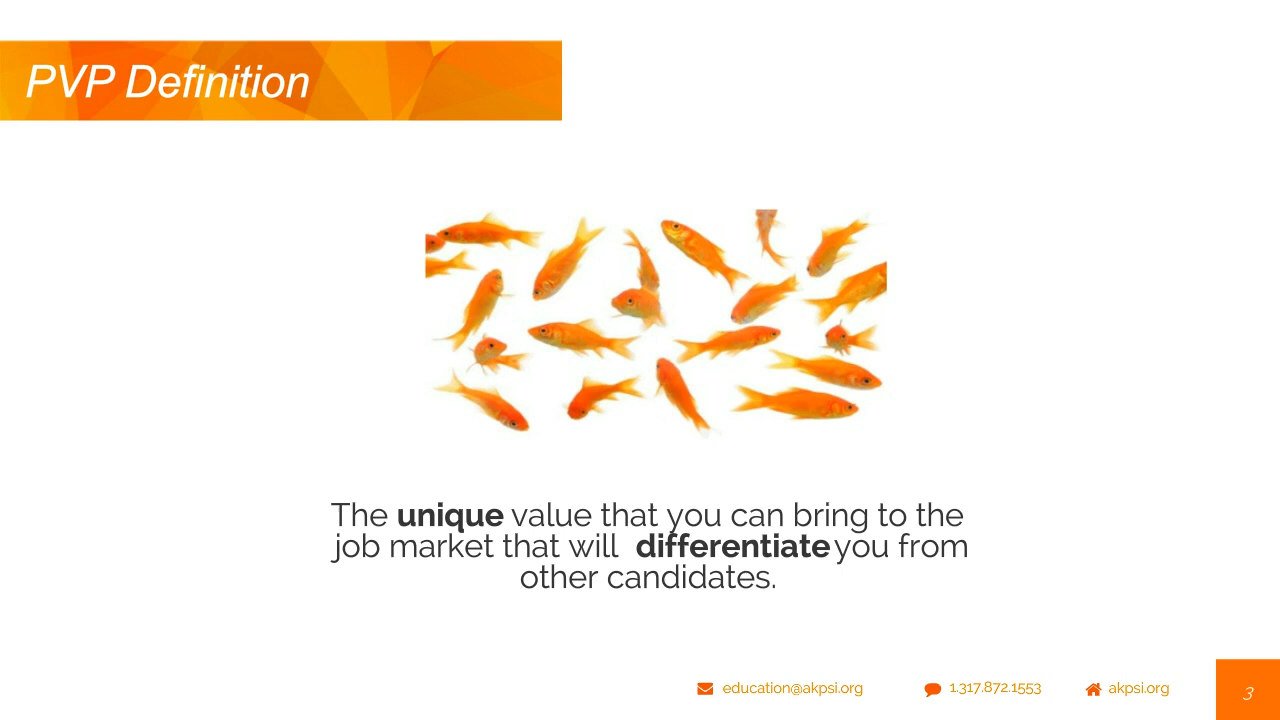 PVP Definition
The unique value that you can bring to the
job market that will differentiate you from
other candidates.
education@akpsi.org
1.317.872.1553
akpsi.org
3